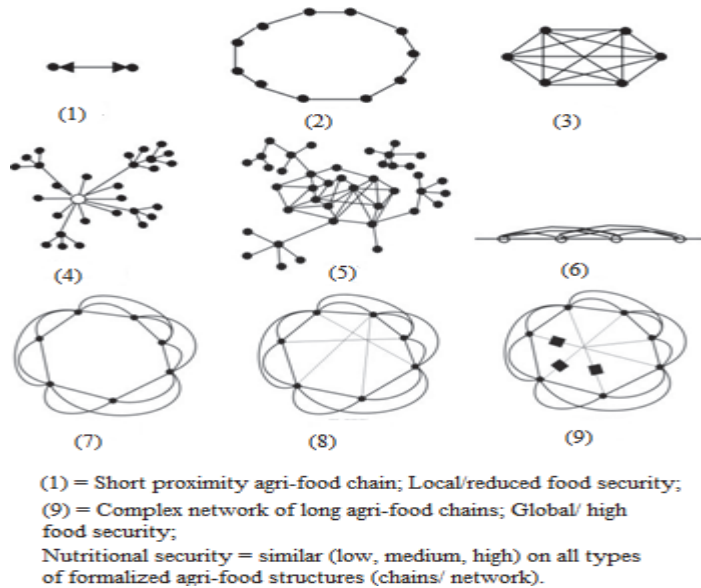 (1) (2) (3)
(4) (5) (6)
(7) (8) (9)
(1) = Short proximity agri-food chain; Local/reduced food security;
(9) = Complex network of long agri-food chains; Global/ high
food security;
Nutritional security = similar (low, medium, high) on all types
of formalized agri-food structures (chains/ network).